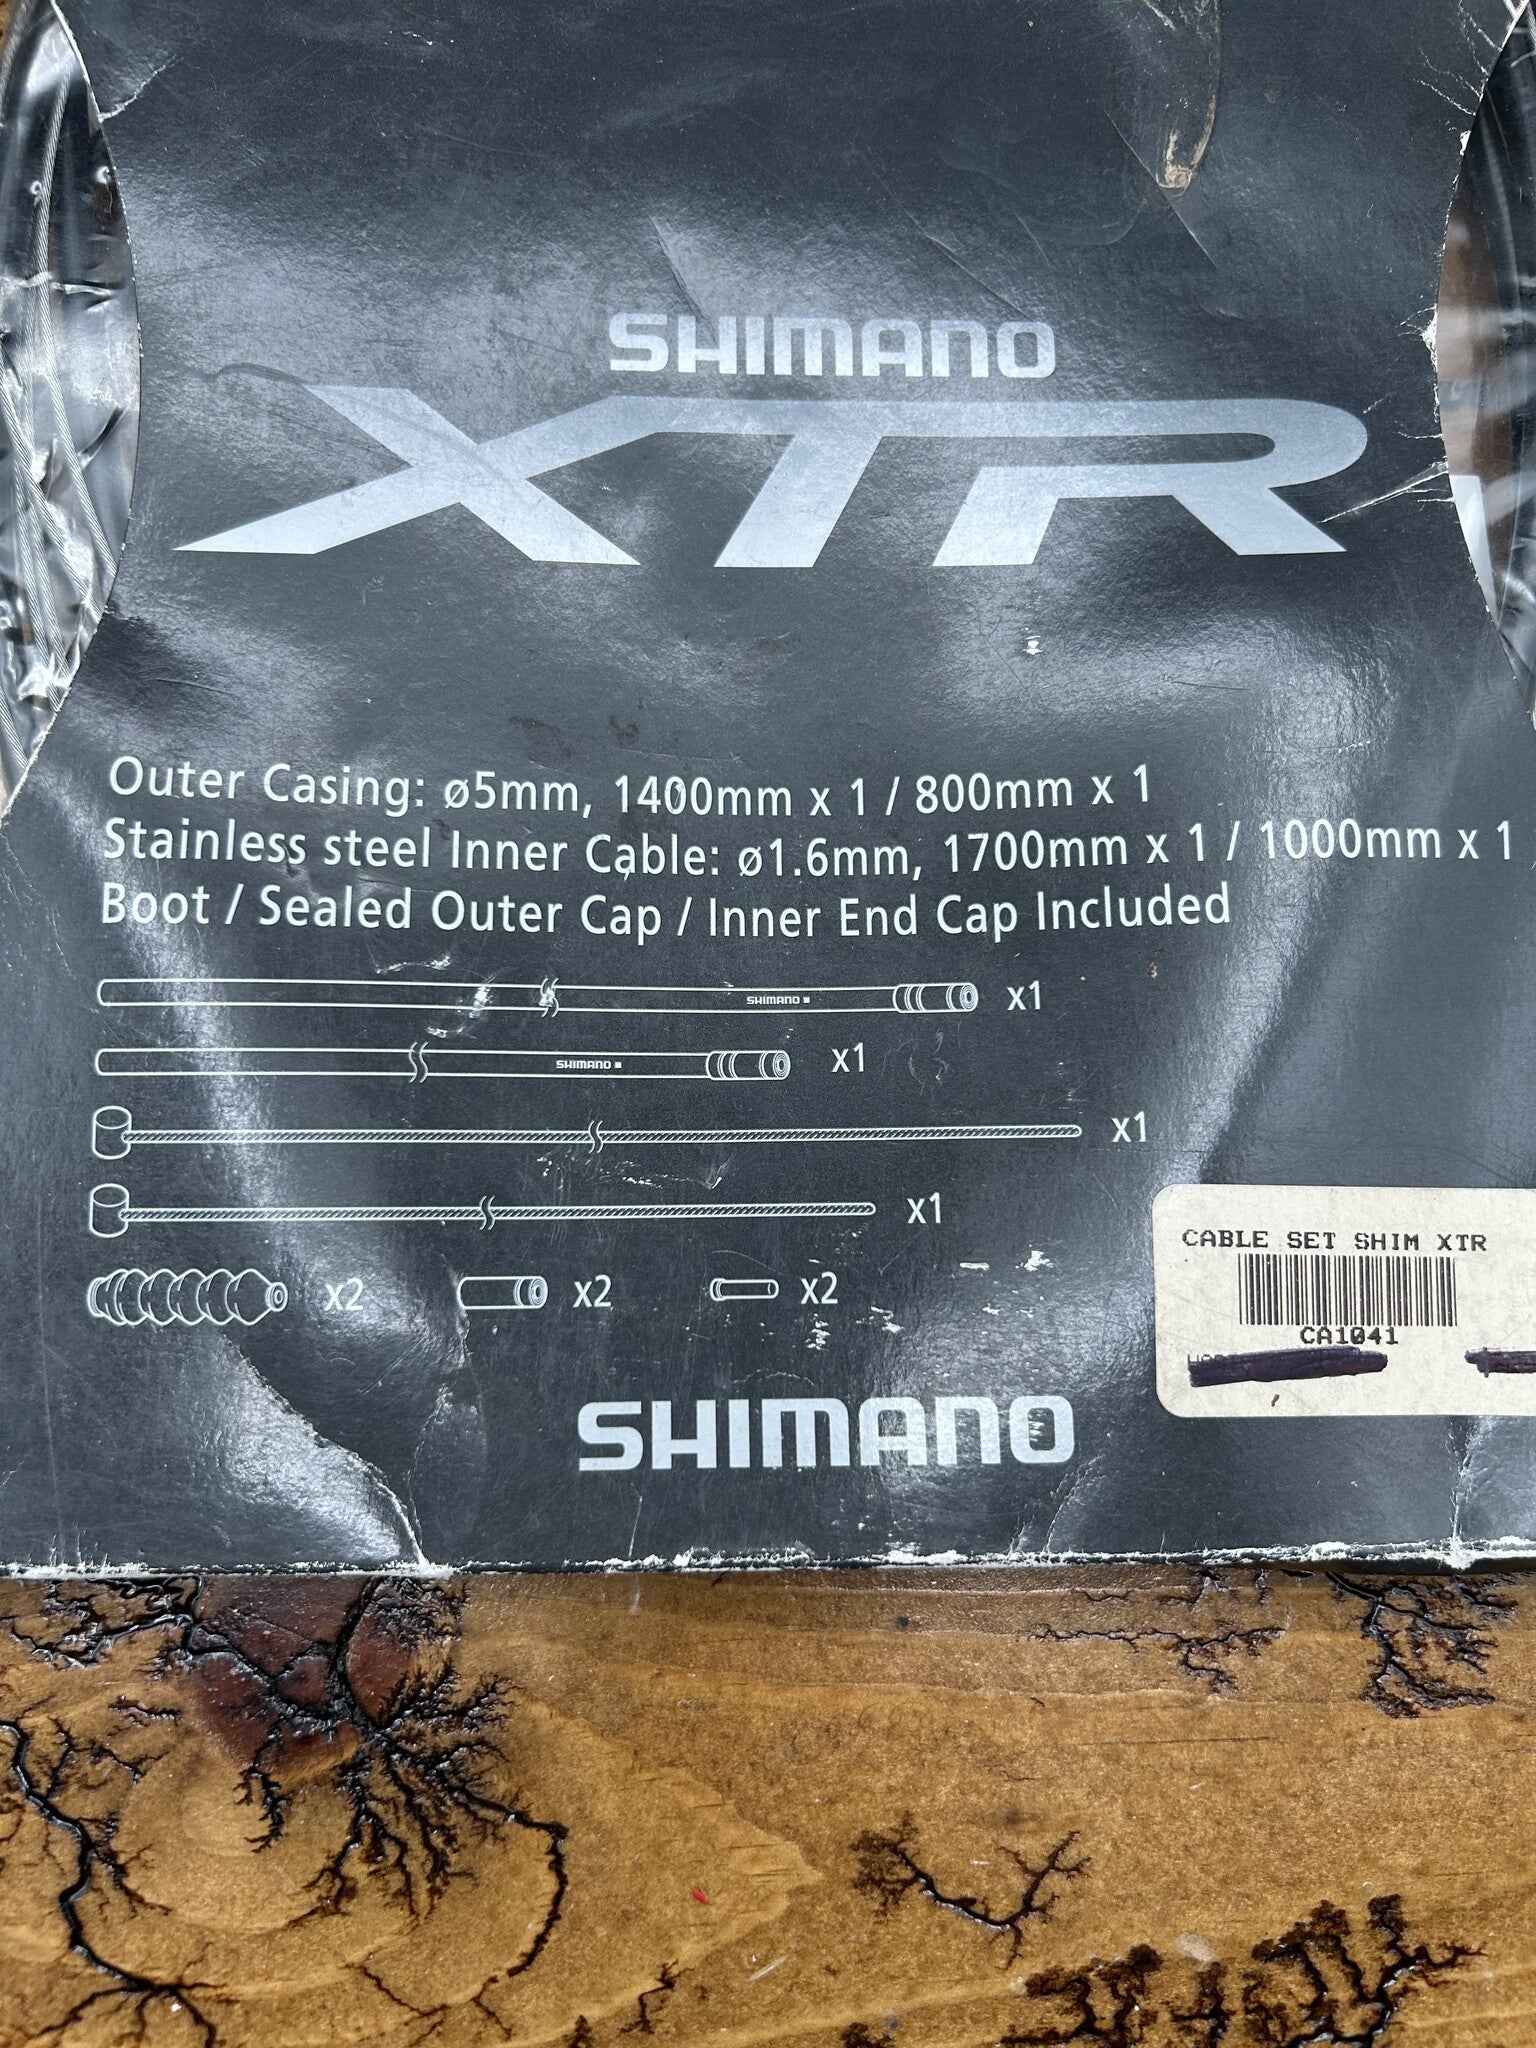 SHIMANO
XTR
Outer Casing: ø5mm, 1400mm x 1 / 800mm x 1
Stainless steel Inner Cable: ø1.6mm, 1700mm x 1 / 1000mm x 1
Boot / Sealed Outer Cap / Inner End Cap Included
SHIMANO x1
SHIMANO x1
x1
x1
x2 x2 x2
CABLE SET SHIM XTR
CA1041
SHIMANO